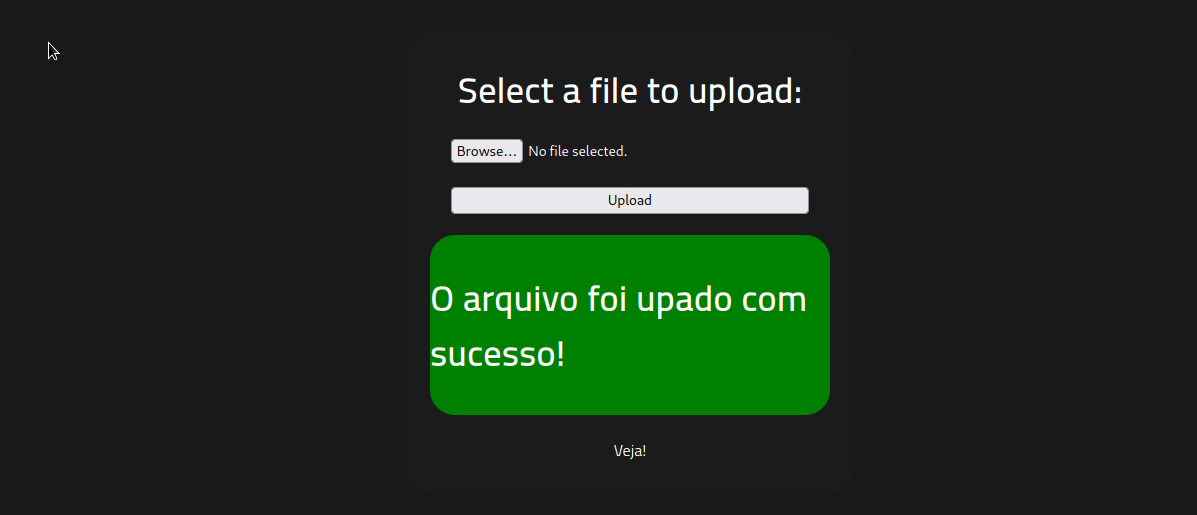 Select a file to upload:
Browse... No file selected.
Upload
O arquivo foi upado com
sucesso!
Veja!